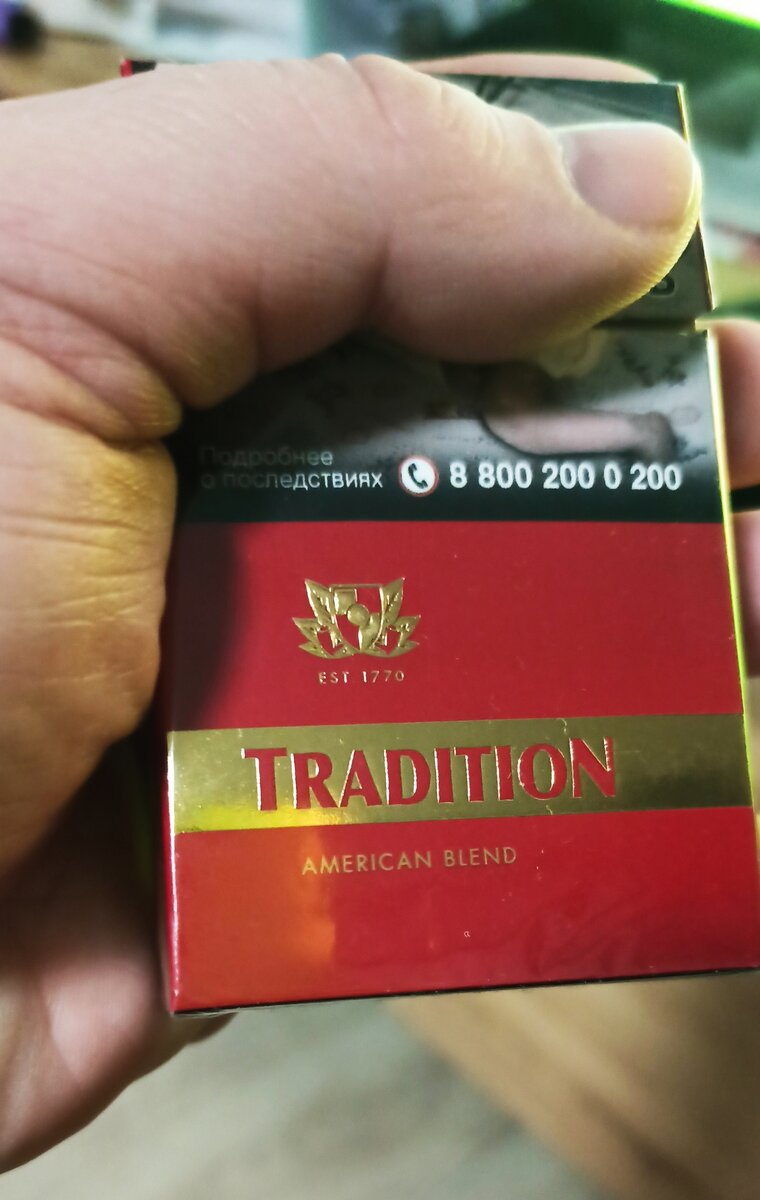 Подробнее
о последствиях 8 800 200 0 200
EST 1770
TRADITION
AMERICAN BLEND